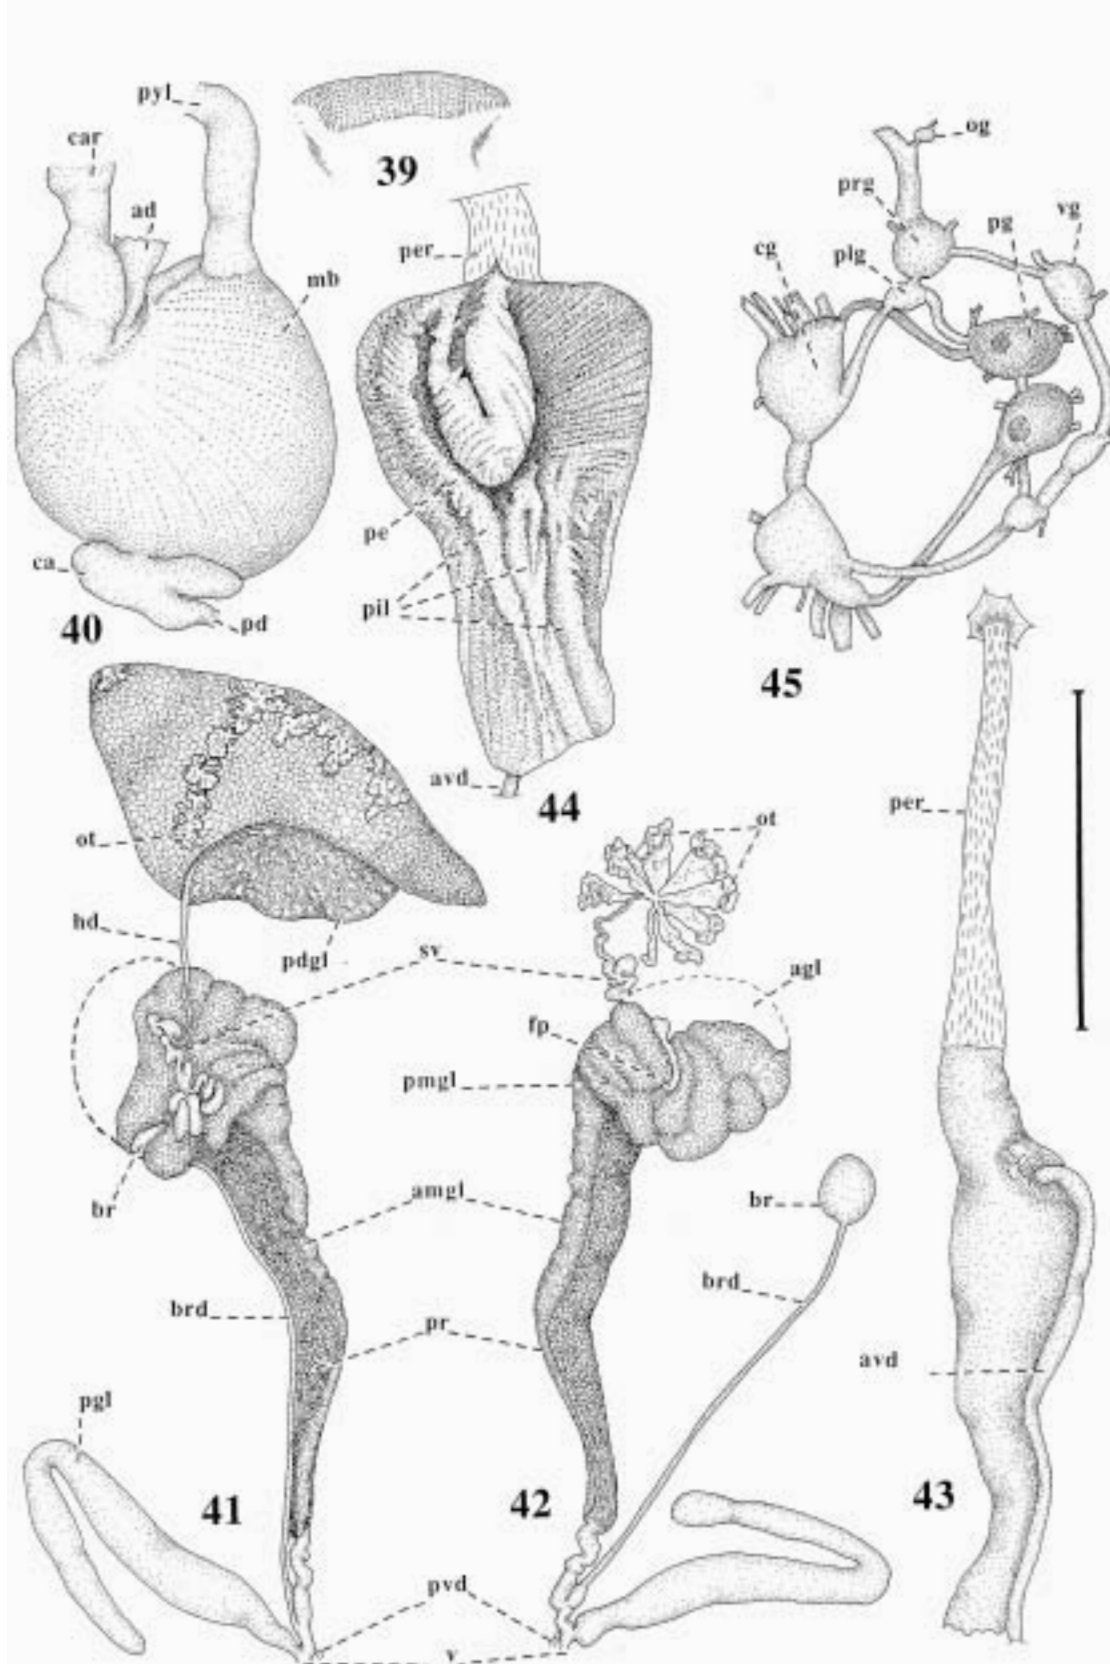 pyl
car
39
ad
mb
ca
pd
40
per
pe
pil
avd
44
og
prg
pg
vg
cg
plg
45
ot
hd
pdgl
sv
br
ot
agl
fp
pmgl
amgl
br
brd
brd
pr
pgl
41
42
pvd
v
per
avd
43